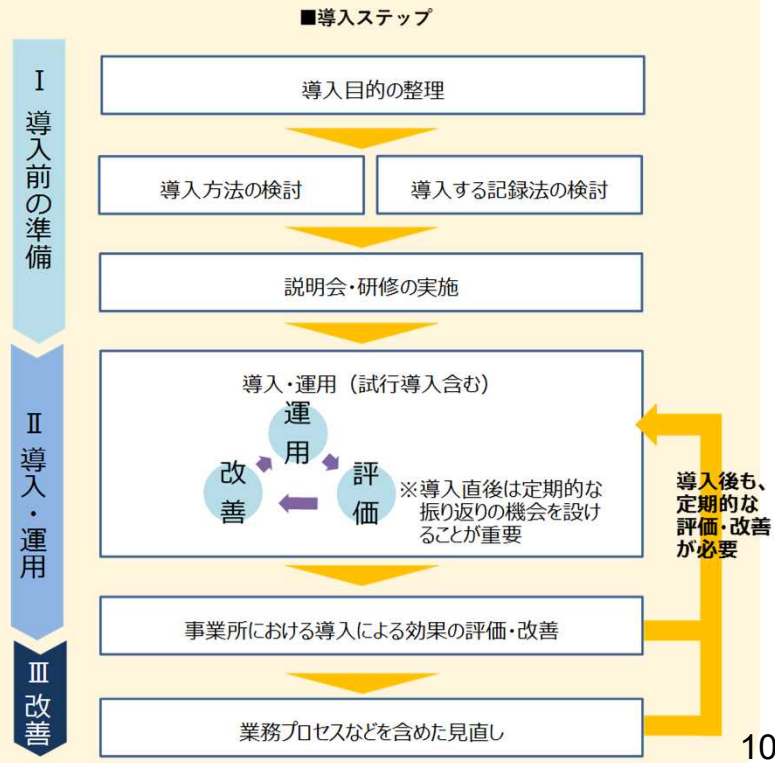 ■導入ステップ
Ⅰ 導入前の準備
導入目的の整理
導入方法の検討
導入する記録法の検討
説明会・研修の実施
Ⅱ 導入・運用
導入・運用（試行導入含む）
運用
評価
改善
※導入直後は定期的な
振り返りの機会を設け
ることが重要
導入後も、
定期的な
評価・改善
が必要
事業所における導入による効果の評価・改善
Ⅲ 改善
業務プロセスなどを含めた見直し
10